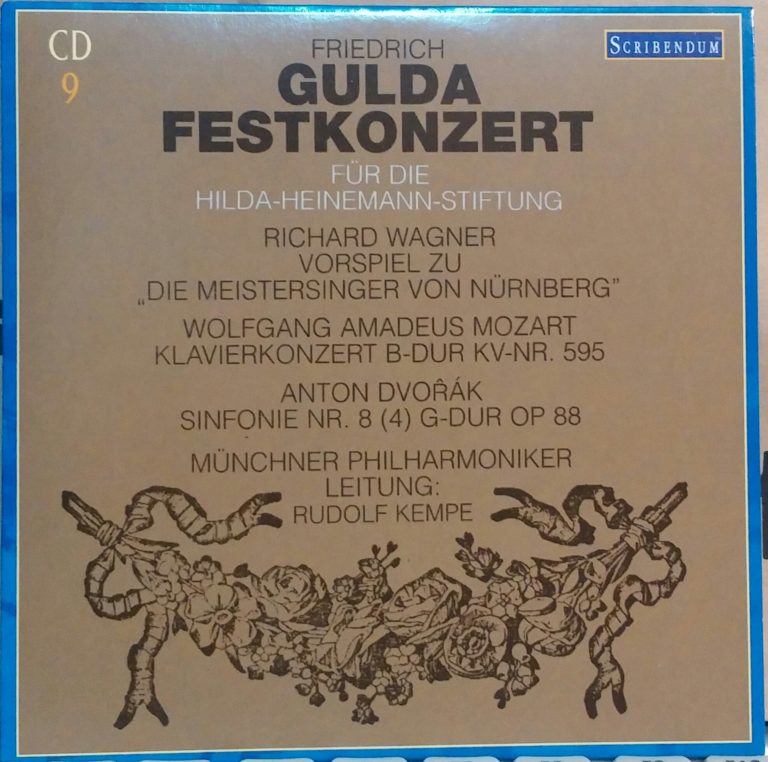 CD
9
SCRIBENDUM
FRIEDRICH
GULDA
FESTKONZERT
FÜR DIE
HILDA-HEINEMANN-STIFTUNG
RICHARD WAGNER
VORSPIEL ZU
„DIE MEISTERSINGER VON NÜRNBERG”
WOLFGANG AMADEUS MOZART
KLAVIERKONZERT B-DUR KV-NR. 595
ANTON DVOŘÁK
SINFONIE NR. 8 (4) G-DUR OP 88
MÜNCHNER PHILHARMONIKER
LEITUNG:
RUDOLF KEMPE